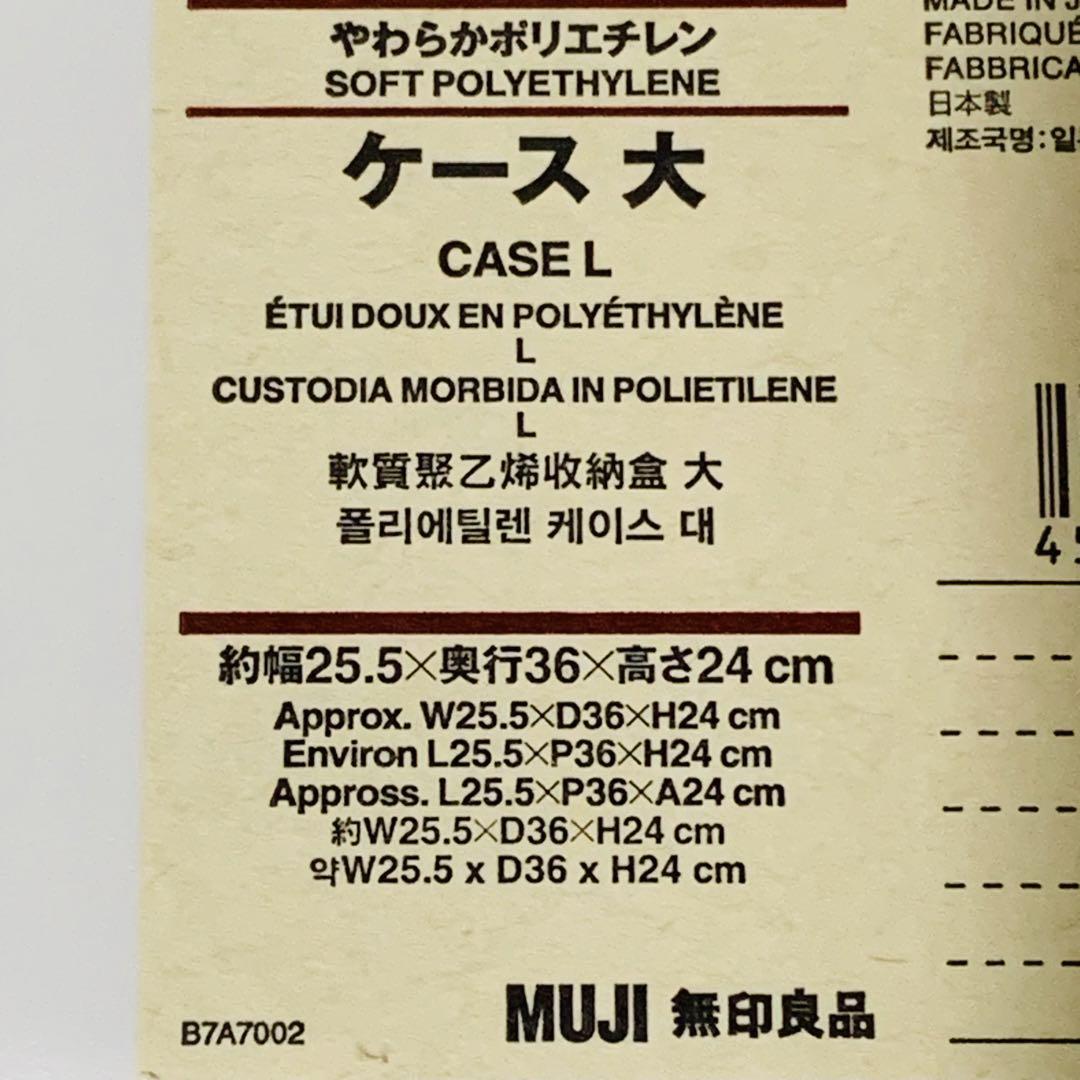 やわらかポリエチレン
SOFT POLYETHYLENE
ケース 大
CASE L
ÉTUI DOUX EN POLYÉTHYLÈNE
L
CUSTODIA MORBIDA IN POLIETILENE
L
軟質聚乙烯收納盒 大
폴리에틸렌 케이스 대
約幅25.5×奥行36×高さ24 cm
Approx. W25.5×D36×H24 cm
Environ L25.5×P36×H24 cm
Appross. L25.5×P36×A24 cm
約W25.5×D36×H24 cm
약W25.5 x D36 x H24 cm
B7A7002
MUJI 無印良品
MADE IN
FABRIQUÉ
FABBRICA
日本製
제조국명:일
4